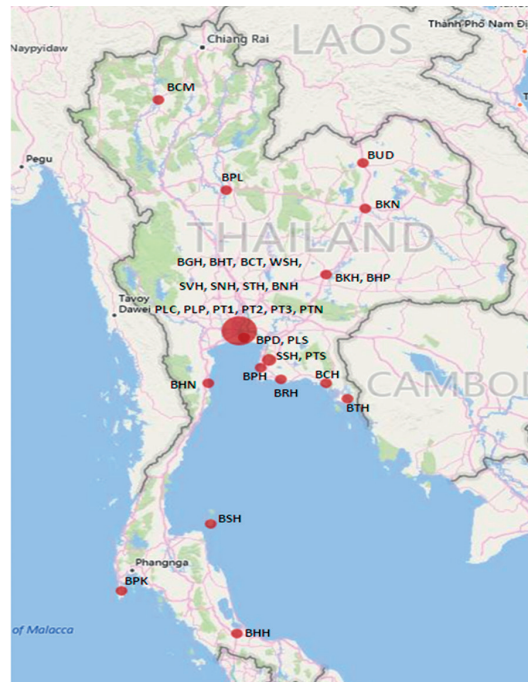 Thành Phố Nam Đị
Chiang Rai
LAOS
Naypyidaw
BCM
Pegu
BUD
BPL
BKN
THAILAND
BGH, BHT, BCT, WSH,
BKH, BHP
SVH, SNH, STH, BNH
Tavoy
Dawei
PLC, PLP, PT1, PT2, PT3, PTN
BPD, PLS
SSH, PTS
BPH
BCH
CAMBOD
BHN
BRH
BTH
BSH
Phangnga
BPK
of Malacca
BHH